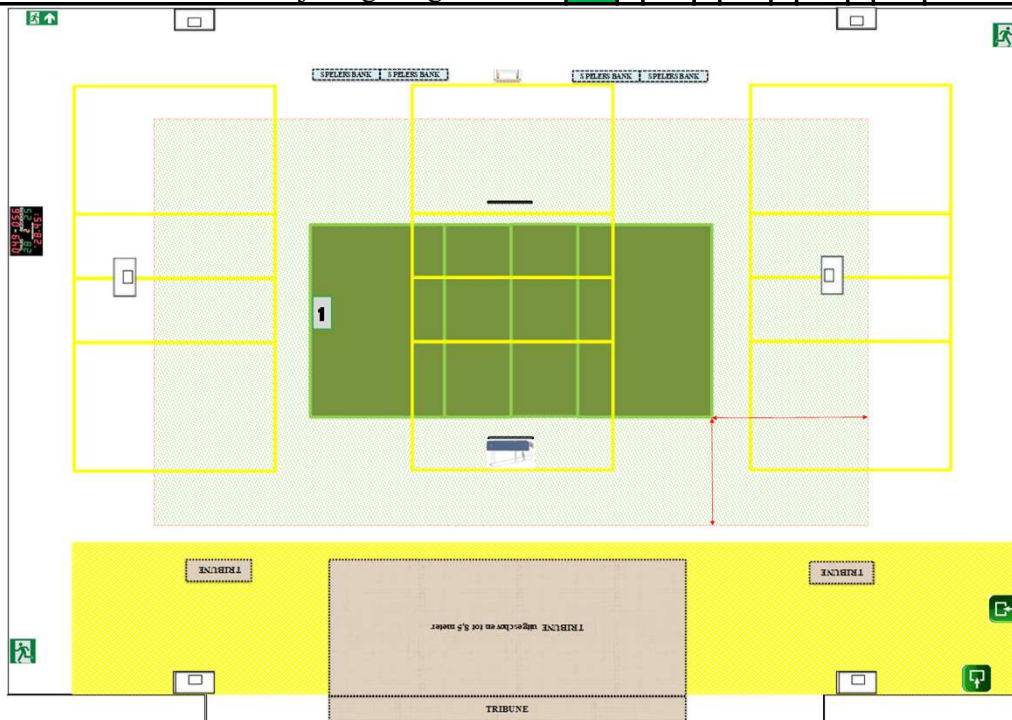 SPELERS BANK SPELERS BANK SPELERS BANK SPELERS BANK
1
TRIBUNE TRIBUNE
TRIBUNE uitgeschoven tot 8,5 meter
TRIBUNE